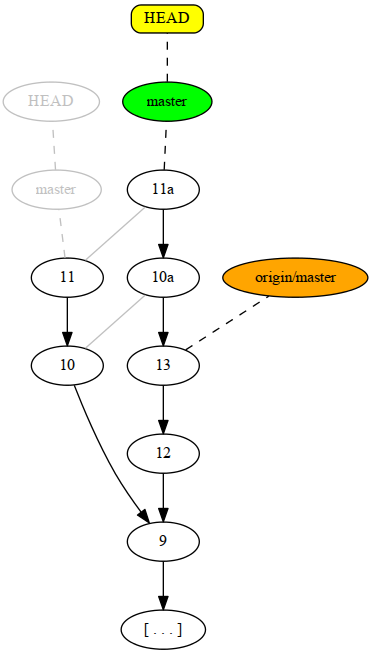 HEAD
HEAD
master
master
11a
11
10a
origin/master
10
13
12
9
[ . . . ]